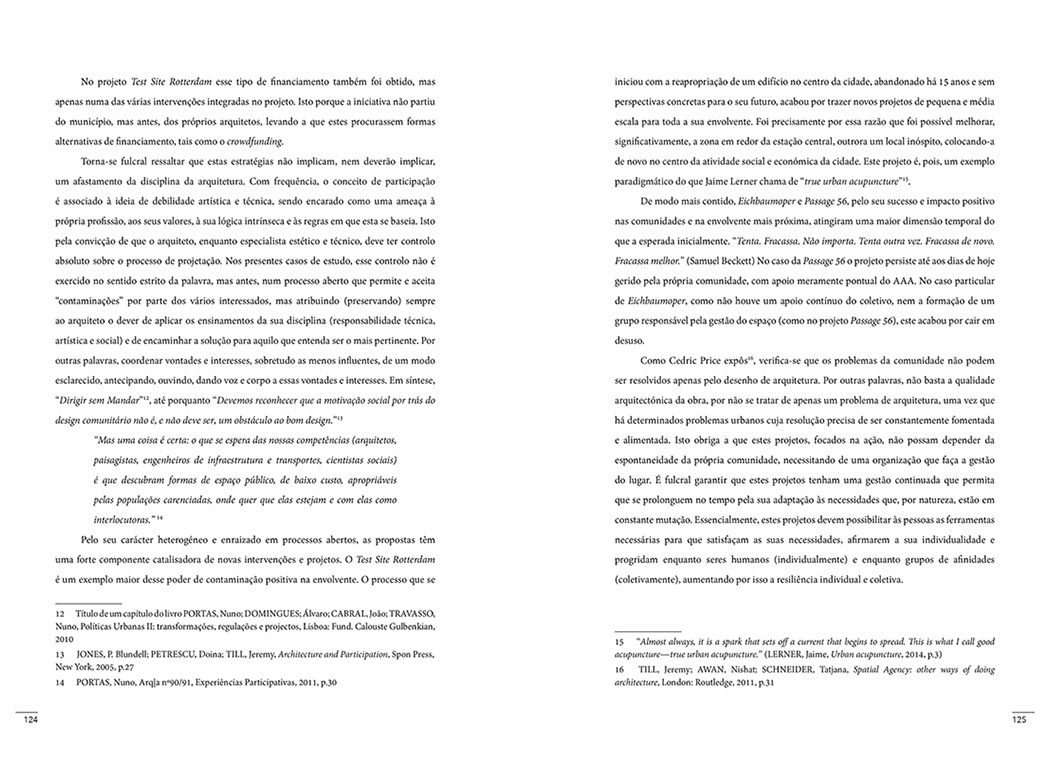 No projeto Test Site Rotterdam esse tipo de financiamento também foi obtido, mas
apenas numa das várias intervenções integradas no projeto. Isto porque a iniciativa não partiu
do município, mas antes, dos próprios arquitetos, levando a que estes procurassem formas
alternativas de financiamento, tais como o crowdfunding.
Torna-se fulcral ressaltar que estas estratégias não implicam, nem deverão implicar,
um afastamento da disciplina da arquitetura. Com frequência, o conceito de participação
é associado à ideia de debilidade artística e técnica, sendo encarado como uma ameaça à
própria profissão, aos seus valores, à sua lógica intrínseca e às regras em que esta se baseia. Isto
pela convicção de que o arquiteto, enquanto especialista estético e técnico, deve ter controlo
absoluto sobre o processo de projetação. Nos presentes casos de estudo, esse controlo não é
exercido no sentido estrito da palavra, mas antes, num processo aberto que permite e aceita
“contaminações” por parte dos vários interessados, mas atribuindo (preservando) sempre
ao arquiteto o dever de aplicar os ensinamentos da sua disciplina (responsabilidade técnica,
artística e social) e de encaminhar a solução para aquilo que entenda ser o mais pertinente. Por
outras palavras, coordenar vontades e interesses, sobretudo as menos influentes, de um modo
esclarecido, antecipando, ouvindo, dando voz e corpo a essas vontades e interesses. Em síntese,
“Dirigir sem Mandar”12, até porquanto “Devemos reconhecer que a motivação social por trás do
design comunitário não é, e não deve ser, um obstáculo ao bom design.”13
“Mas uma coisa é certa: o que se espera das nossas competências (arquitetos,
paisagistas, engenheiros de infraestrutura e transportes, cientistas sociais)
é que descubram formas de espaço público, de baixo custo, apropriáveis
pelas populações carenciadas, onde quer que elas estejam e com elas como
interlocutoras.” 14
Pelo seu carácter heterogéneo e enraizado em processos abertos, as propostas têm
uma forte componente catalisadora de novas intervenções e projetos. O Test Site Rotterdam
é um exemplo maior desse poder de contaminação positiva na envolvente. O processo que se
12 Título de um capítulo do livro PORTAS, Nuno; DOMINGUES; Álvaro; CABRAL, João; TRAVASSO,
Nuno, Políticas Urbanas II: transformações, regulações e projectos, Lisboa: Fund. Calouste Gulbenkian,
2010
13 JONES, P. Blundell; PETRESCU, Doina; TILL, Jeremy, Architecture and Participation, Spon Press,
New York, 2005, p.27
14 PORTAS, Nuno, Arq|a nº90/91, Experiências Participativas, 2011, p.30
124
iniciou com a reapropriação de um edifício no centro da cidade, abandonado há 15 anos e sem
perspectivas concretas para o seu futuro, acabou por trazer novos projetos de pequena e média
escala para toda a sua envolvente. Foi precisamente por essa razão que foi possível melhorar,
significativamente, a zona em redor da estação central, outrora um local inóspito, colocando-a
de novo no centro da atividade social e económica da cidade. Este projeto é, pois, um exemplo
paradigmático do que Jaime Lerner chama de “true urban acupuncture”15.
De modo mais contido, Eichbaumoper e Passage 56, pelo seu sucesso e impacto positivo
nas comunidades e na envolvente mais próxima, atingiram uma maior dimensão temporal do
que a esperada inicialmente. “Tenta. Fracassa. Não importa. Tenta outra vez. Fracassa de novo.
Fracassa melhor.” (Samuel Beckett) No caso da Passage 56 o projeto persiste até aos dias de hoje
gerido pela própria comunidade, com apoio meramente pontual do AAA. No caso particular
de Eichbaumoper, como não houve um apoio contínuo do coletivo, nem a formação de um
grupo responsável pela gestão do espaço (como no projeto Passage 56), este acabou por cair em
desuso.
Como Cedric Price expôs16, verifica-se que os problemas da comunidade não podem
ser resolvidos apenas pelo desenho de arquitetura. Por outras palavras, não basta a qualidade
arquitectónica da obra, por não se tratar de apenas um problema de arquitetura, uma vez que
há determinados problemas urbanos cuja resolução precisa de ser constantemente fomentada
e alimentada. Isto obriga a que estes projetos, focados na ação, não possam depender da
espontaneidade da própria comunidade, necessitando de uma organização que faça a gestão
do lugar. É fulcral garantir que estes projetos tenham uma gestão continuada que permita
que se prolonguem no tempo pela sua adaptação às necessidades que, por natureza, estão em
constante mutação. Essencialmente, estes projetos devem possibilitar às pessoas as ferramentas
necessárias para que satisfaçam as suas necessidades, afirmarem a sua individualidade e
progridam enquanto seres humanos (individualmente) e enquanto grupos de afinidades
(coletivamente), aumentando por isso a resiliência individual e coletiva.
15 “Almost always, it is a spark that sets off a current that begins to spread. This is what I call good
acupuncture—true urban acupuncture.” (LERNER, Jaime, Urban acupuncture, 2014, p.3)
16 TILL, Jeremy; AWAN, Nishat; SCHNEIDER, Tatjana, Spatial Agency: other ways of doing
architecture, London: Routledge, 2011, p.31
125